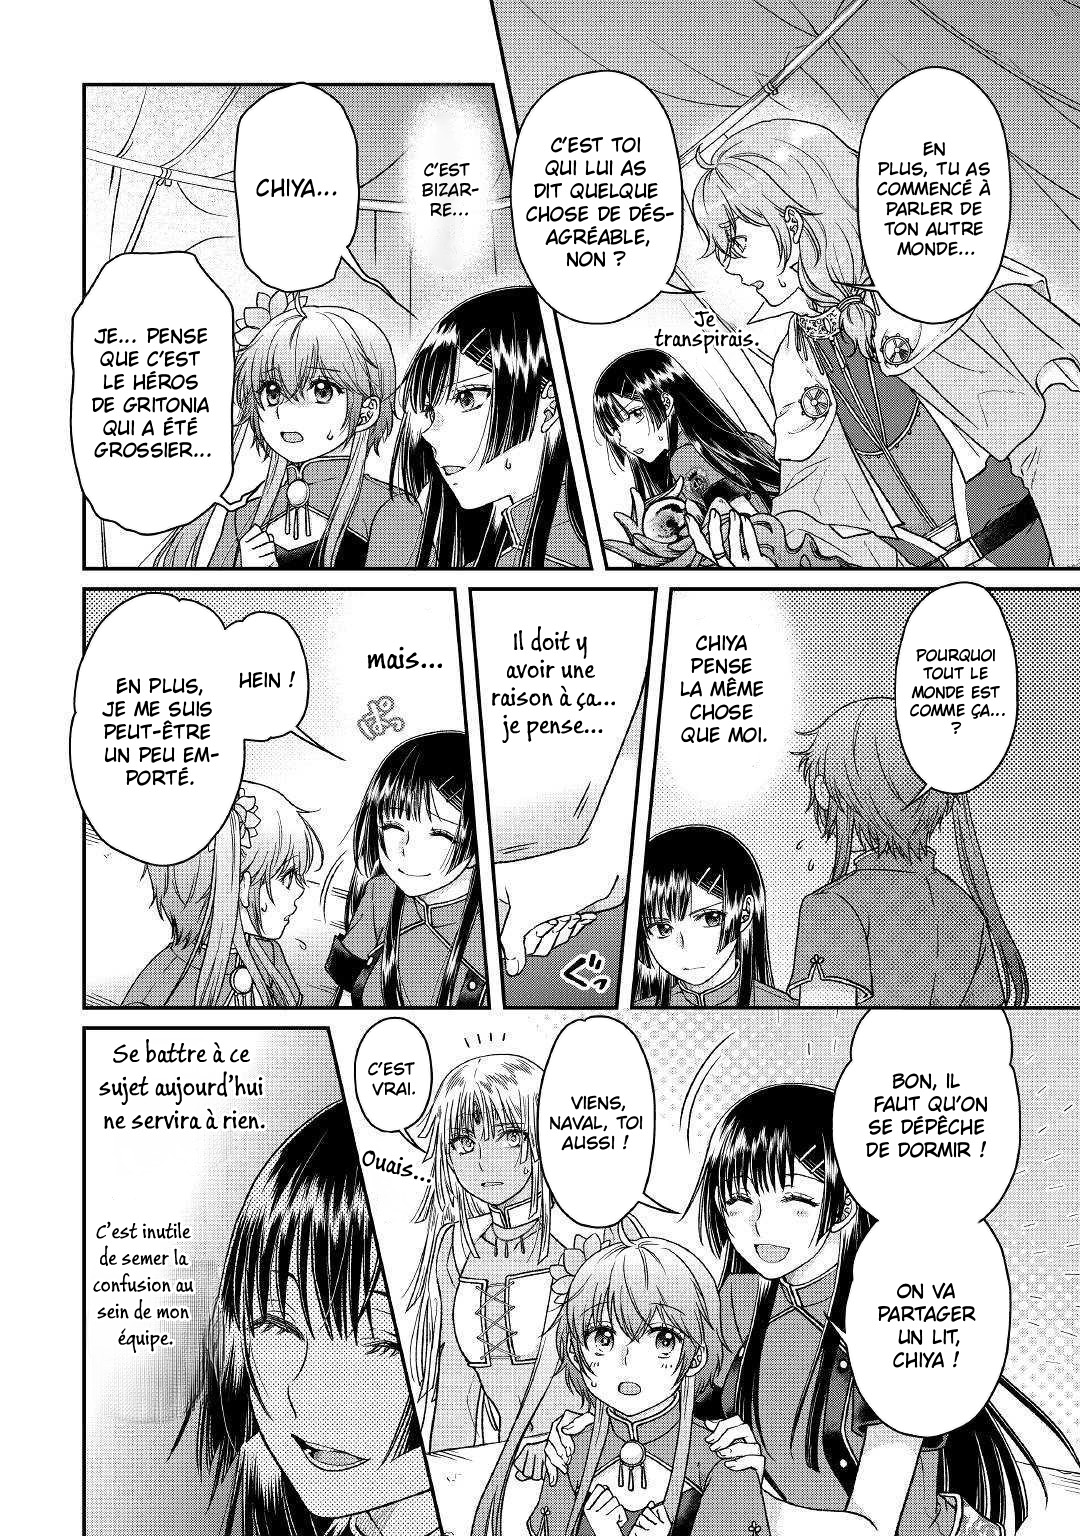 EN
PLUS, TU AS
COMMENCÉ À
PARLER DE
TON AUTRE
MONDE...
C'EST TOI
QUI LUI AS
DIT QUELQUE
CHOSE DE DÉS-
AGRÉABLE,
NON ?
Je
transpirais.
C'EST
BIZAR-
RE...
CHIYA...
JE... PENSE
QUE C'EST
LE HÉROS
DE GRITONIA
QUI A ÉTÉ
GROSSIER...
POURQUOI
TOUT LE
MONDE EST
COMME ÇA...
?
CHIYA
PENSE
LA MÊME
CHOSE
QUE MOI.
Il doit y
avoir une
raison à ça...
je pense...
ぐっ
mais...
ぱっ
HEIN !
EN PLUS,
JE ME SUIS
PEUT-ÊTRE
UN PEU EM-
PORTÉ.
BON, IL
FAUT QU'ON
SE DÉPÊCHE
DE DORMIR !
ON VA
PARTAGER
UN LIT,
CHIYA !
VIENS,
NAVAL, TOI
AUSSI !
C'EST
VRAI.
Ouais...
Se battre à ce
sujet aujourd'hui
ne servira à rien.
C'est inutile
de semer la
confusion au
sein de mon
équipe.